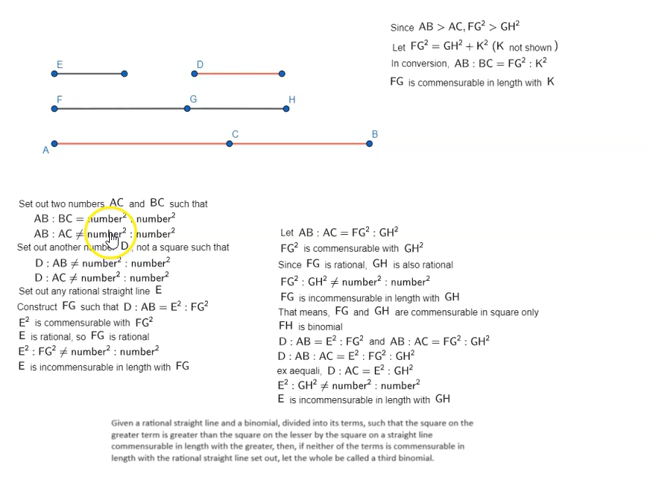 Since AB > AC, FG² > GH²
Let FG² = GH² + K² (K not shown)
In conversion, AB : BC = FG² : K²
FG is commensurable in length with K
E
D
F
G
H
C
B
A
Set out two numbers AC and BC such that
AB : BC = number² : number²
AB : AC ≠ number² : number²
Set out another number D, not a square such that
D : AB ≠ number² : number²
D : AC ≠ number² : number²
Set out any rational straight line E
Construct FG such that D : AB = E² : FG²
E² is commensurable with FG²
E is rational, so FG is rational
E² : FG² ≠ number² : number²
E is incommensurable in length with FG
Let AB : AC = FG² : GH²
FG² is commensurable with GH²
Since FG is rational, GH is also rational
FG² : GH² ≠ number² : number²
FG is incommensurable in length with GH
That means, FG and GH are commensurable in square only
FH is binomial
D : AB = E² : FG² and AB : AC = FG² : GH²
D : AB : AC = E² : FG² : GH²
ex aequali, D : AC = E² : GH²
E² : GH² ≠ number² : number²
E is incommensurable in length with GH
Given a rational straight line and a binomial, divided into its terms, such that the square on the
greater term is greater than the square on the lesser by the square on a straight line
commensurable in length with the greater, then, if neither of the terms is commensurable in
length with the rational straight line set out, let the whole be called a third binomial.